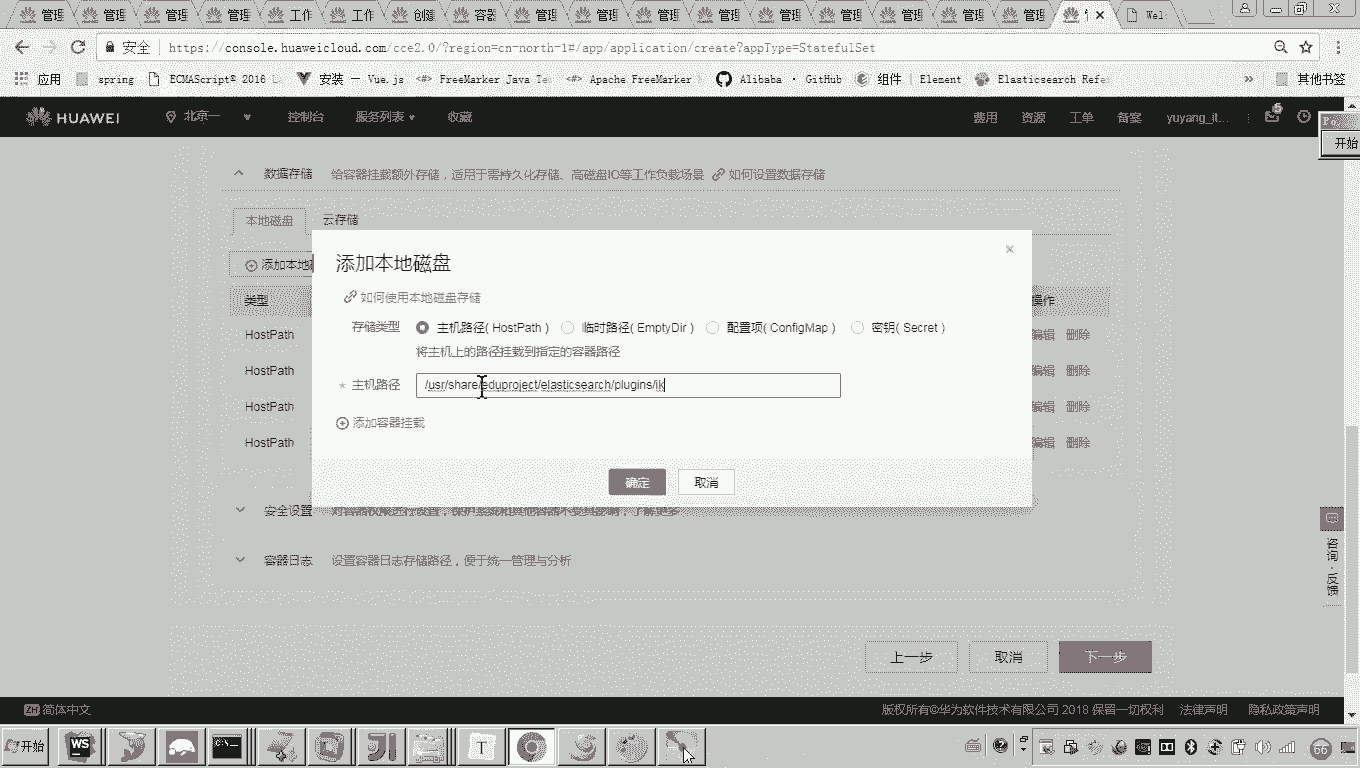 管理 管理 管理 管理 工作 工作 创建 容器 管理 管理 管理 管理 管理 管理 管理 管理 Wel
安全 https://console.huaweicloud.com/cce2.0/?region=cn-north-1#/app/application/create?appType=StatefulSet
应用 spring ECMAScript® 2016 La 安装 — Vue.js FreeMarker Java Te Apache FreeMarker Alibaba · GitHub 组件 | Element Elasticsearch Refe » 其他书签
HUAWEI 北京一 控制台 服务列表 收藏 费用 资源 工单 备案 yuyang_it... 5
Po
开始
数据存储 给容器挂载额外存储，适用于需持久化存储、高磁盘IO等工作负载场景 如何设置数据存储
本地磁盘 云存储
添加本地磁
添加本地磁盘
如何使用本地磁盘存储
类型 操作
存储类型 主机路径( HostPath ) 临时路径( EmptyDir ) 配置项( ConfigMap ) 密钥( Secret )
HostPath 编辑 删除
将主机上的路径挂载到指定的容器路径
HostPath 编辑 删除
* 主机路径 /usr/share/eduproject/elasticsearch/plugins/ik
HostPath 编辑 删除
添加容器挂载
HostPath 编辑 删除
确定 取消
安全设置 对容器权限进行设置，保护系统和其他容器不受其影响，了解更多
容器日志 设置容器日志存储路径，便于统一管理与分析
咨询·反馈
上一步 取消 下一步
ZH 简体中文 版权所有©华为软件技术有限公司 2018 保留一切权利 法律声明 隐私政策声明
开始 WS C:\_ T 66